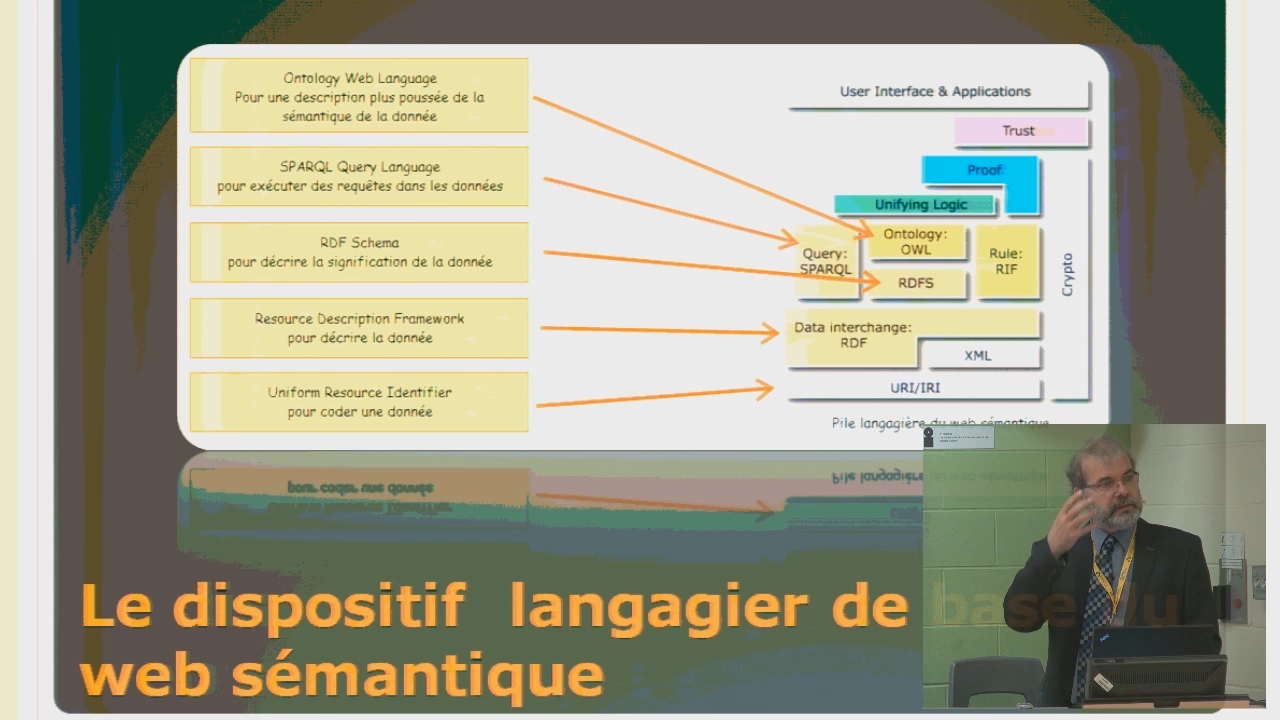 Ontology Web Language
Pour une description plus poussée de la
sémantique de la donnée
SPARQL Query Language
pour exécuter des requêtes dans les données
RDF Schema
pour décrire la signification de la donnée
Resource Description Framework
pour décrire la donnée
Uniform Resource Identifier
pour coder une donnée
User Interface & Applications
Trust
Proof
Unifying Logic
Ontology:
OWL
Query:
SPARQL
Rule:
RIF
RDFS
Crypto
Data interchange:
RDF
XML
URI/IRI
Pile langagière du web sémantique
Le dispositif langagier de base du
web sémantique